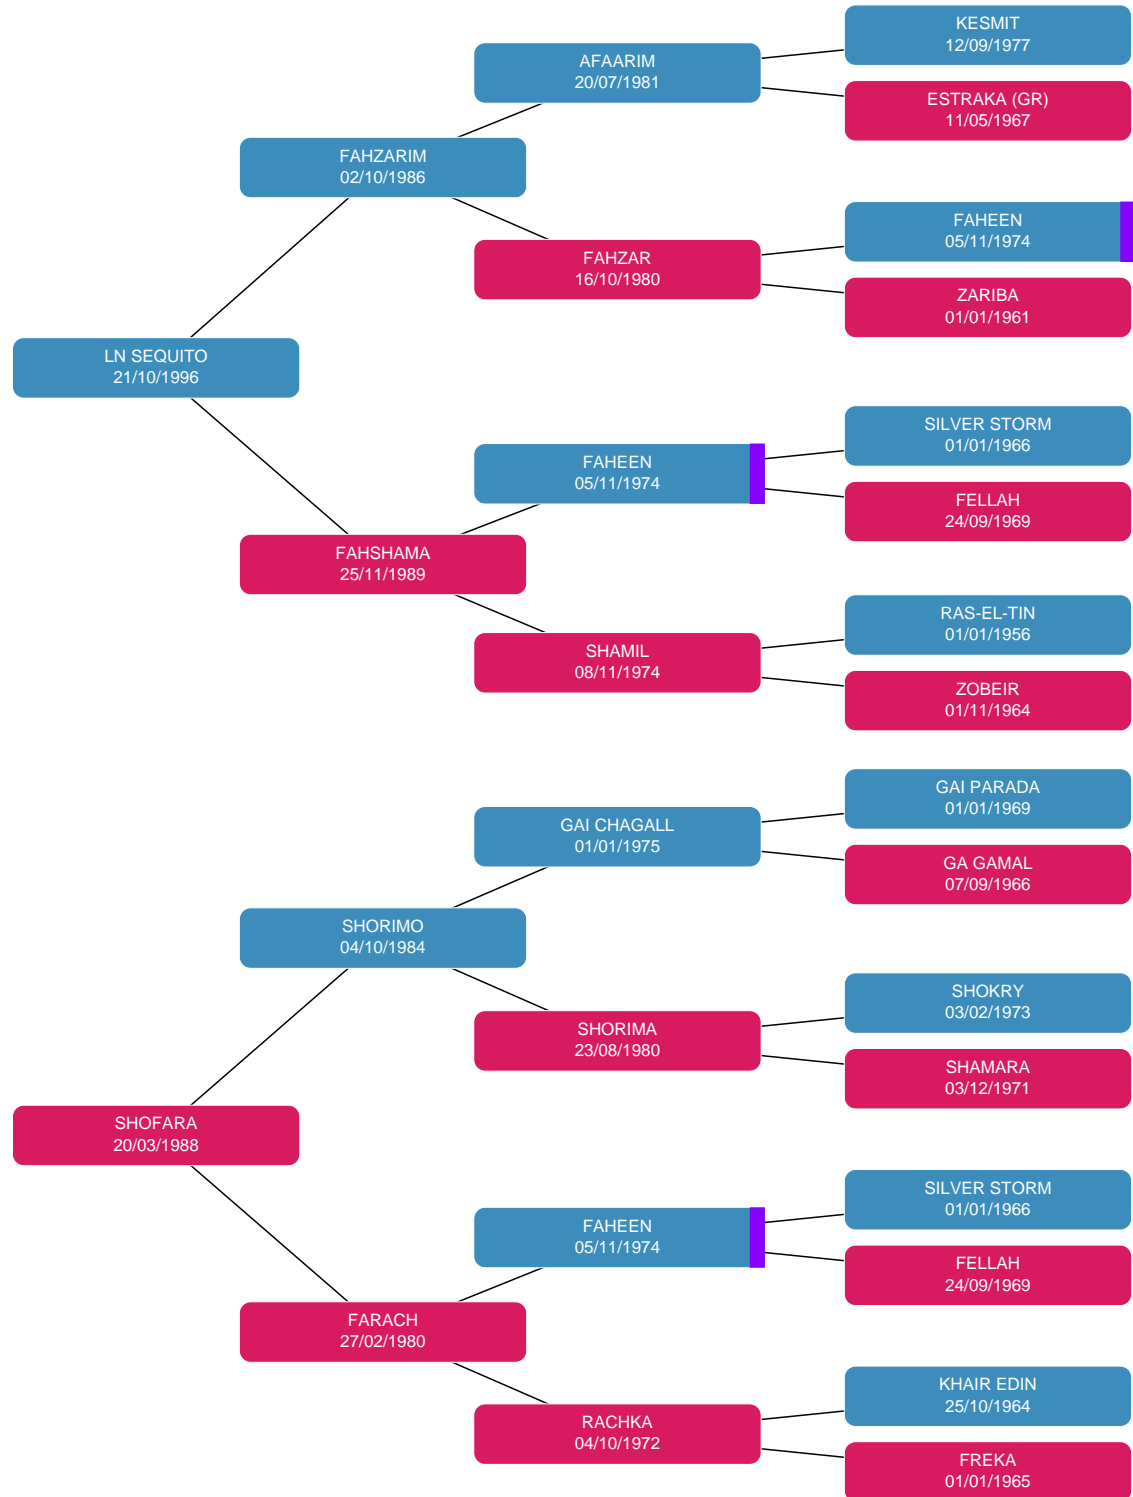 KESMIT
12/09/1977
AFAARIM
20/07/1981
ESTRAKA (GR)
11/05/1967
FAHZARIM
02/10/1986
FAHEEN
05/11/1974
FAHZAR
16/10/1980
ZARIBA
01/01/1961
LN SEQUITO
21/10/1996
SILVER STORM
01/01/1966
FAHEEN
05/11/1974
FELLAH
24/09/1969
FAHSHAMA
25/11/1989
RAS-EL-TIN
01/01/1956
SHAMIL
08/11/1974
ZOBEIR
01/11/1964
GAI PARADA
01/01/1969
GAI CHAGALL
01/01/1975
GA GAMAL
07/09/1966
SHORIMO
04/10/1984
SHOKRY
03/02/1973
SHORIMA
23/08/1980
SHAMARA
03/12/1971
SHOFARA
20/03/1988
SILVER STORM
01/01/1966
FAHEEN
05/11/1974
FELLAH
24/09/1969
FARACH
27/02/1980
KHAIR EDIN
25/10/1964
RACHKA
04/10/1972
FREKA
01/01/1965